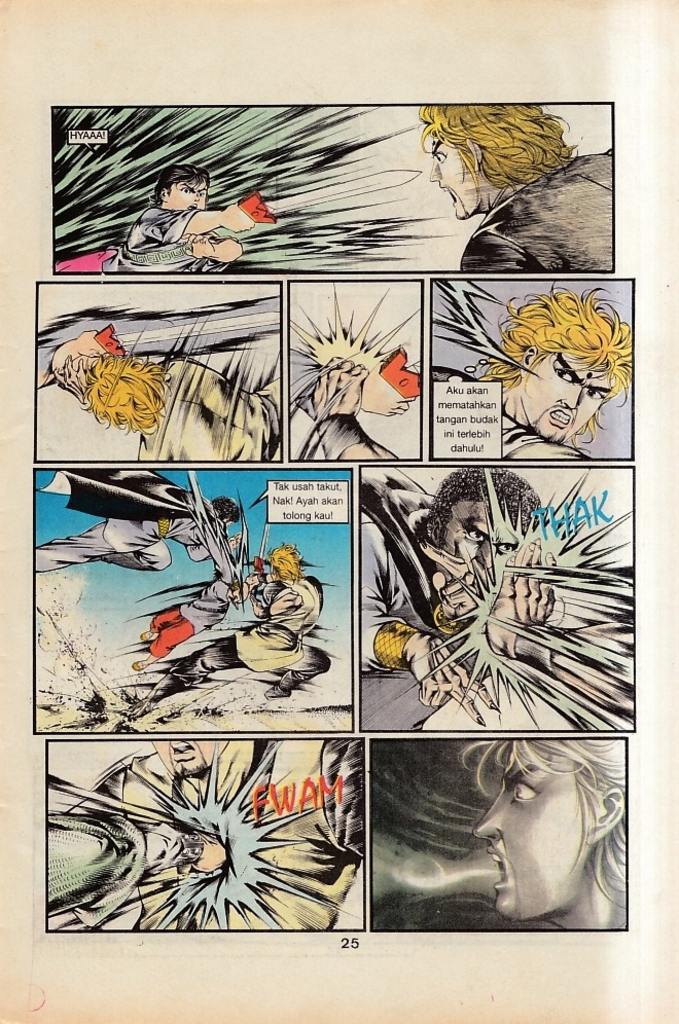 HYAAA!
Aku akan
mematahkan
tangan budak
ini terlebih
dahulu!
Tak usah takut,
Nak! Ayah akan
tolong kau!
THAK
FWAM
25